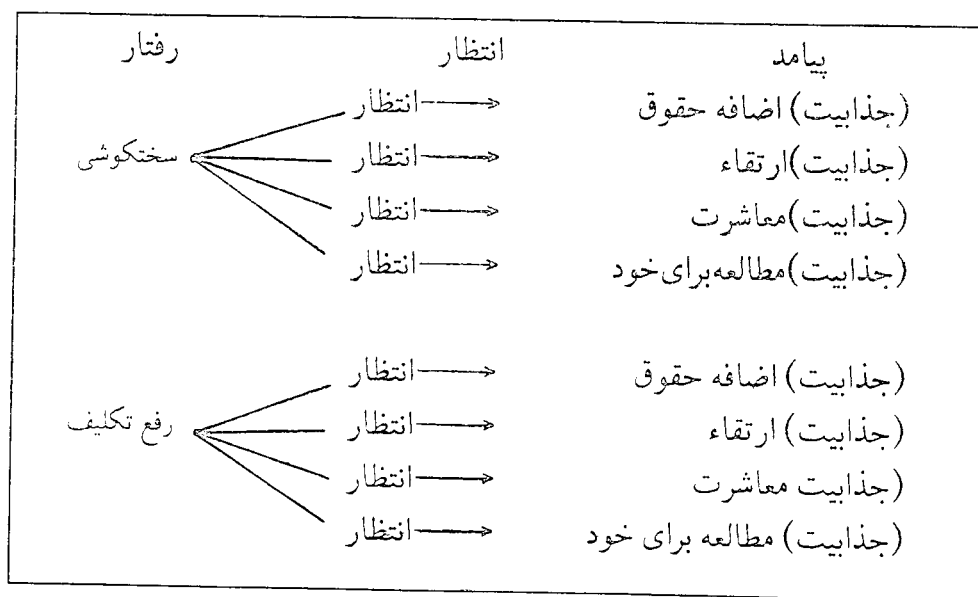 رفتار انتظار پیامد
انتظار (جذابیت) اضافه حقوق
سختکوشی انتظار (جذابیت)ارتقاء
انتظار (جذابیت)معاشرت
انتظار (جذابیت)مطالعه‌برای‌خود
انتظار (جذابیت) اضافه حقوق
رفع تکلیف انتظار (جذابیت) ارتقاء
انتظار (جذابیت معاشرت
انتظار (جذابیت) مطالعه برای خود